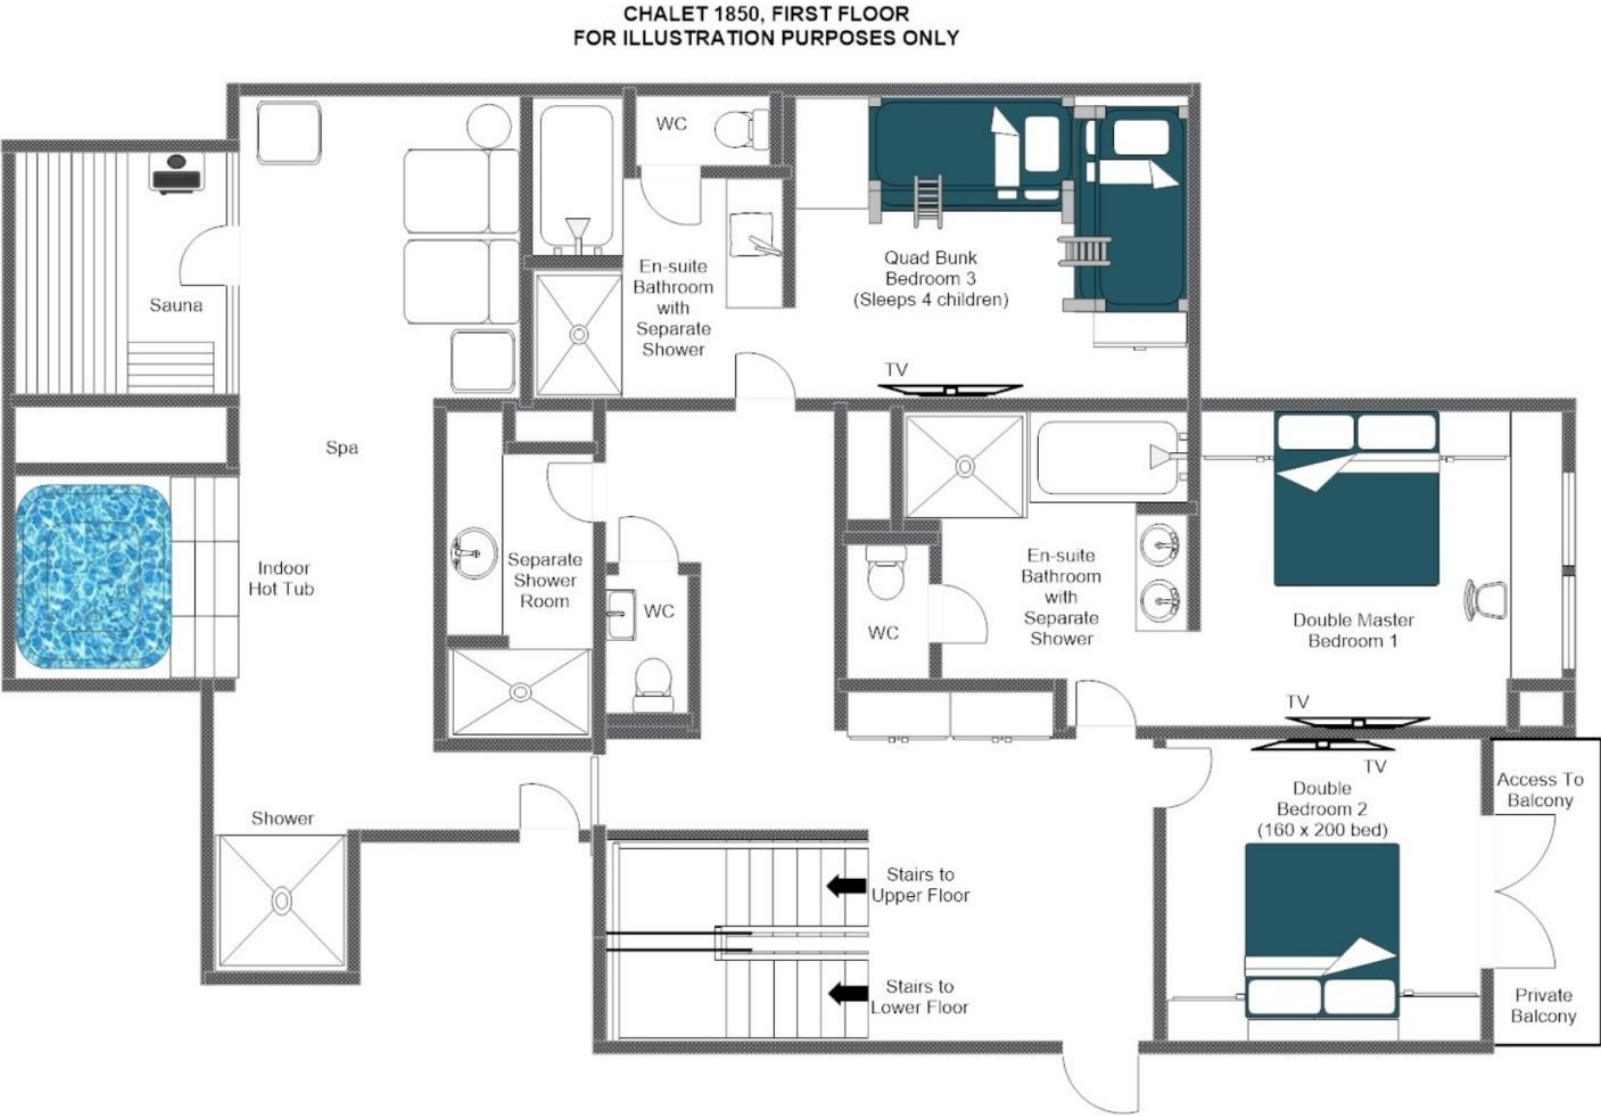 CHALET 1850, FIRST FLOOR
FOR ILLUSTRATION PURPOSES ONLY
WC
Sauna
En-suite
Bathroom
with
Separate
Shower
Quad Bunk
Bedroom 3
(Sleeps 4 children)
TV
Spa
Indoor
Hot Tub
Separate
Shower
Room
WC
WC
En-suite
Bathroom
with
Separate
Shower
Double Master
Bedroom 1
TV
TV
Double
Bedroom 2
(160 x 200 bed)
Access To
Balcony
Shower
Stairs to
Upper Floor
Stairs to
Lower Floor
Private
Balcony